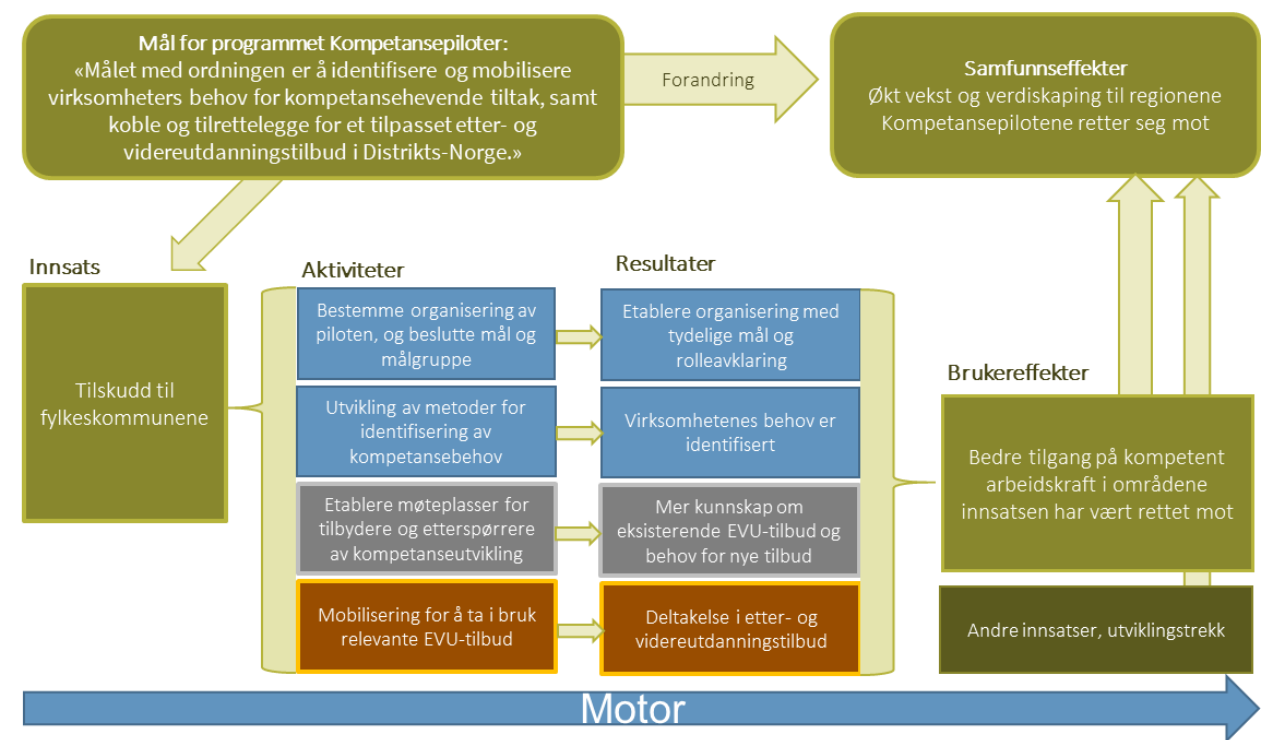 Mål for programmet Kompetansepiloter:
«Målet med ordningen er å identifisere og mobilisere
virksomheters behov for kompetansehevende tiltak, samt
koble og tilrettelegge for et tilpasset etter- og
videreutdanningstilbud i Distrikts-Norge.»
Forandring
Samfunnseffekter
Økt vekst og verdiskaping til regionene
Kompetansepilotene retter seg mot
Innsats
Tilskudd til
fylkeskommunene
Aktiviteter
Bestemme organisering av
piloten, og beslutte mål og
målgruppe
Utvikling av metoder for
identifisering av
kompetansebehov
Etablere møteplasser for
tilbydere og etterspørrere
av kompetanseutvikling
Mobilisering for å ta i bruk
relevante EVU-tilbud
Resultater
Etablere organisering med
tydelige mål og
rolleavklaring
Virksomhetenes behov er
identifisert
Mer kunnskap om
eksisterende EVU-tilbud og
behov for nye tilbud
Deltakelse i etter- og
videreutdanningstilbud
Brukereffekter
Bedre tilgang på kompetent
arbeidskraft i områdene
innsatsen har vært rettet mot
Andre innsatser, utviklingstrekk
Motor